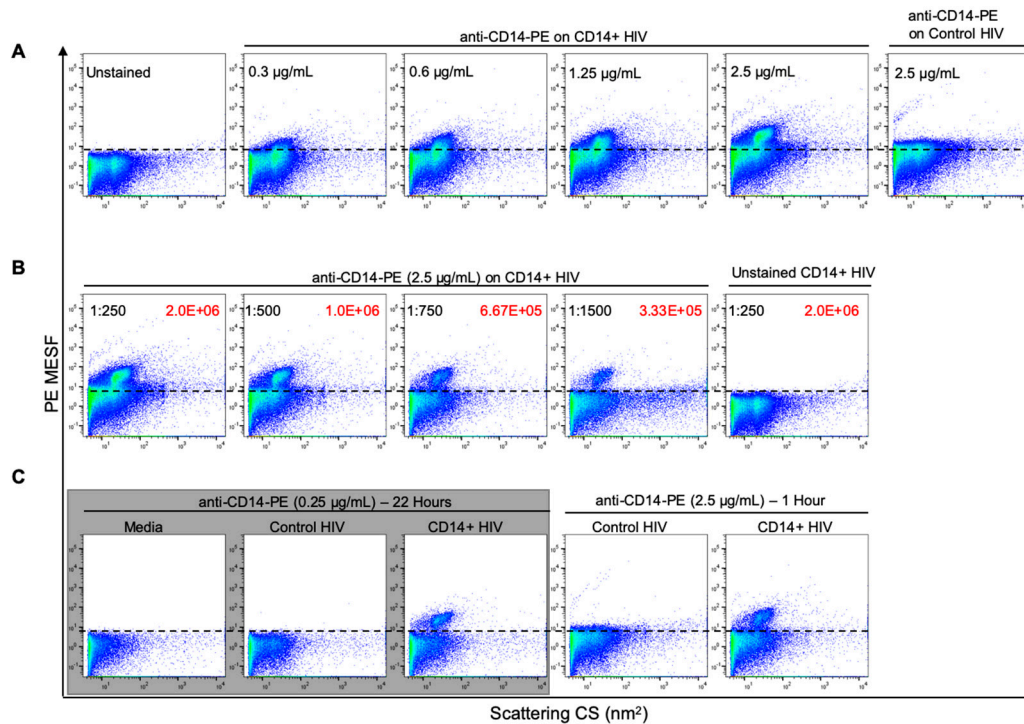 anti-CD14-PE
on Control HIV
anti-CD14-PE on CD14+ HIV
A
Unstained
0.3 µg/mL
0.6 µg/mL
1.25 µg/mL
2.5 µg/mL
2.5 µg/mL
B
anti-CD14-PE (2.5 µg/mL) on CD14+ HIV
Unstained CD14+ HIV
1:250 2.0E+06
1:500 1.0E+06
1:750 6.67E+05
1:1500 3.33E+05
1:250 2.0E+06
PE MESF
C
anti-CD14-PE (0.25 µg/mL) – 22 Hours
anti-CD14-PE (2.5 µg/mL) – 1 Hour
Media
Control HIV
CD14+ HIV
Control HIV
CD14+ HIV
Scattering CS (nm²)